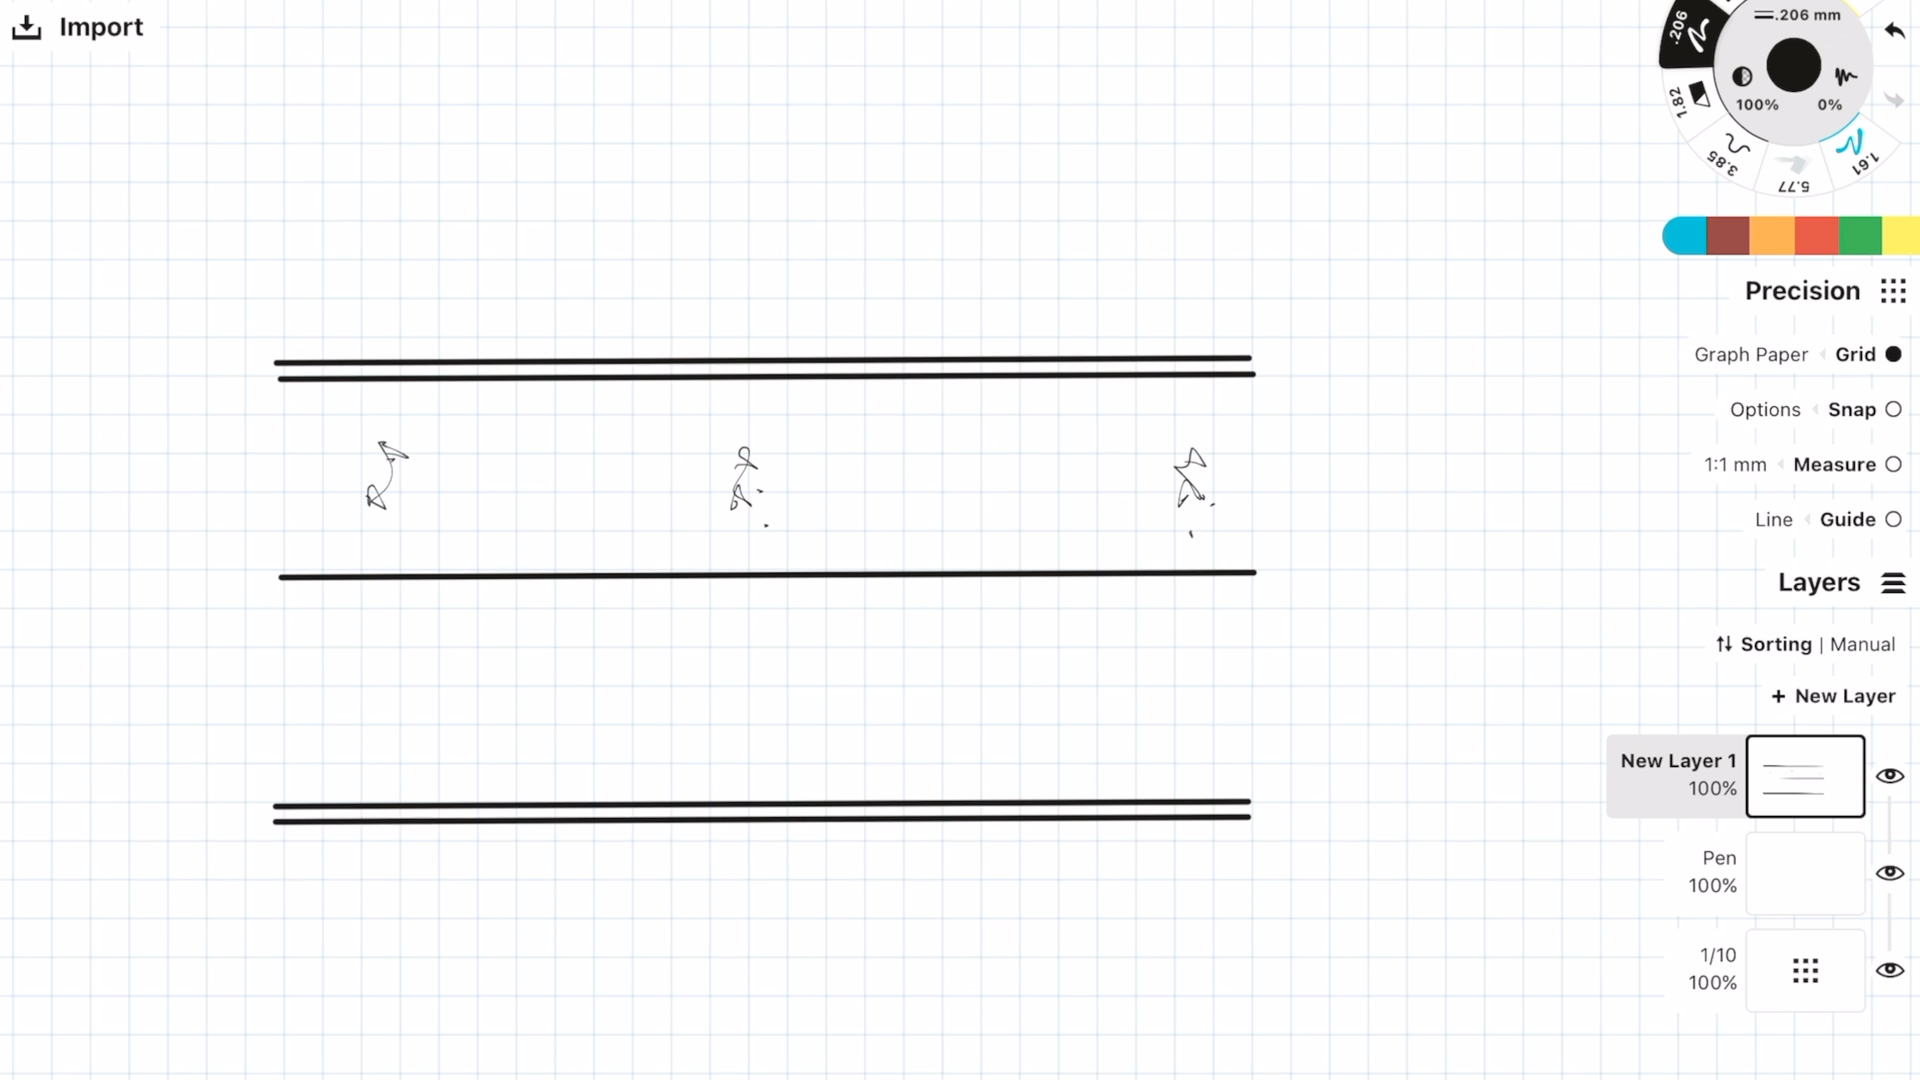 Import
.206 mm
.206
100%
0%
1.82
3.85
5.77
1.61
Precision
Graph Paper Grid
Options Snap
1:1 mm Measure
Line Guide
Layers
Sorting | Manual
+ New Layer
New Layer 1
100%
Pen
100%
1/10
100%